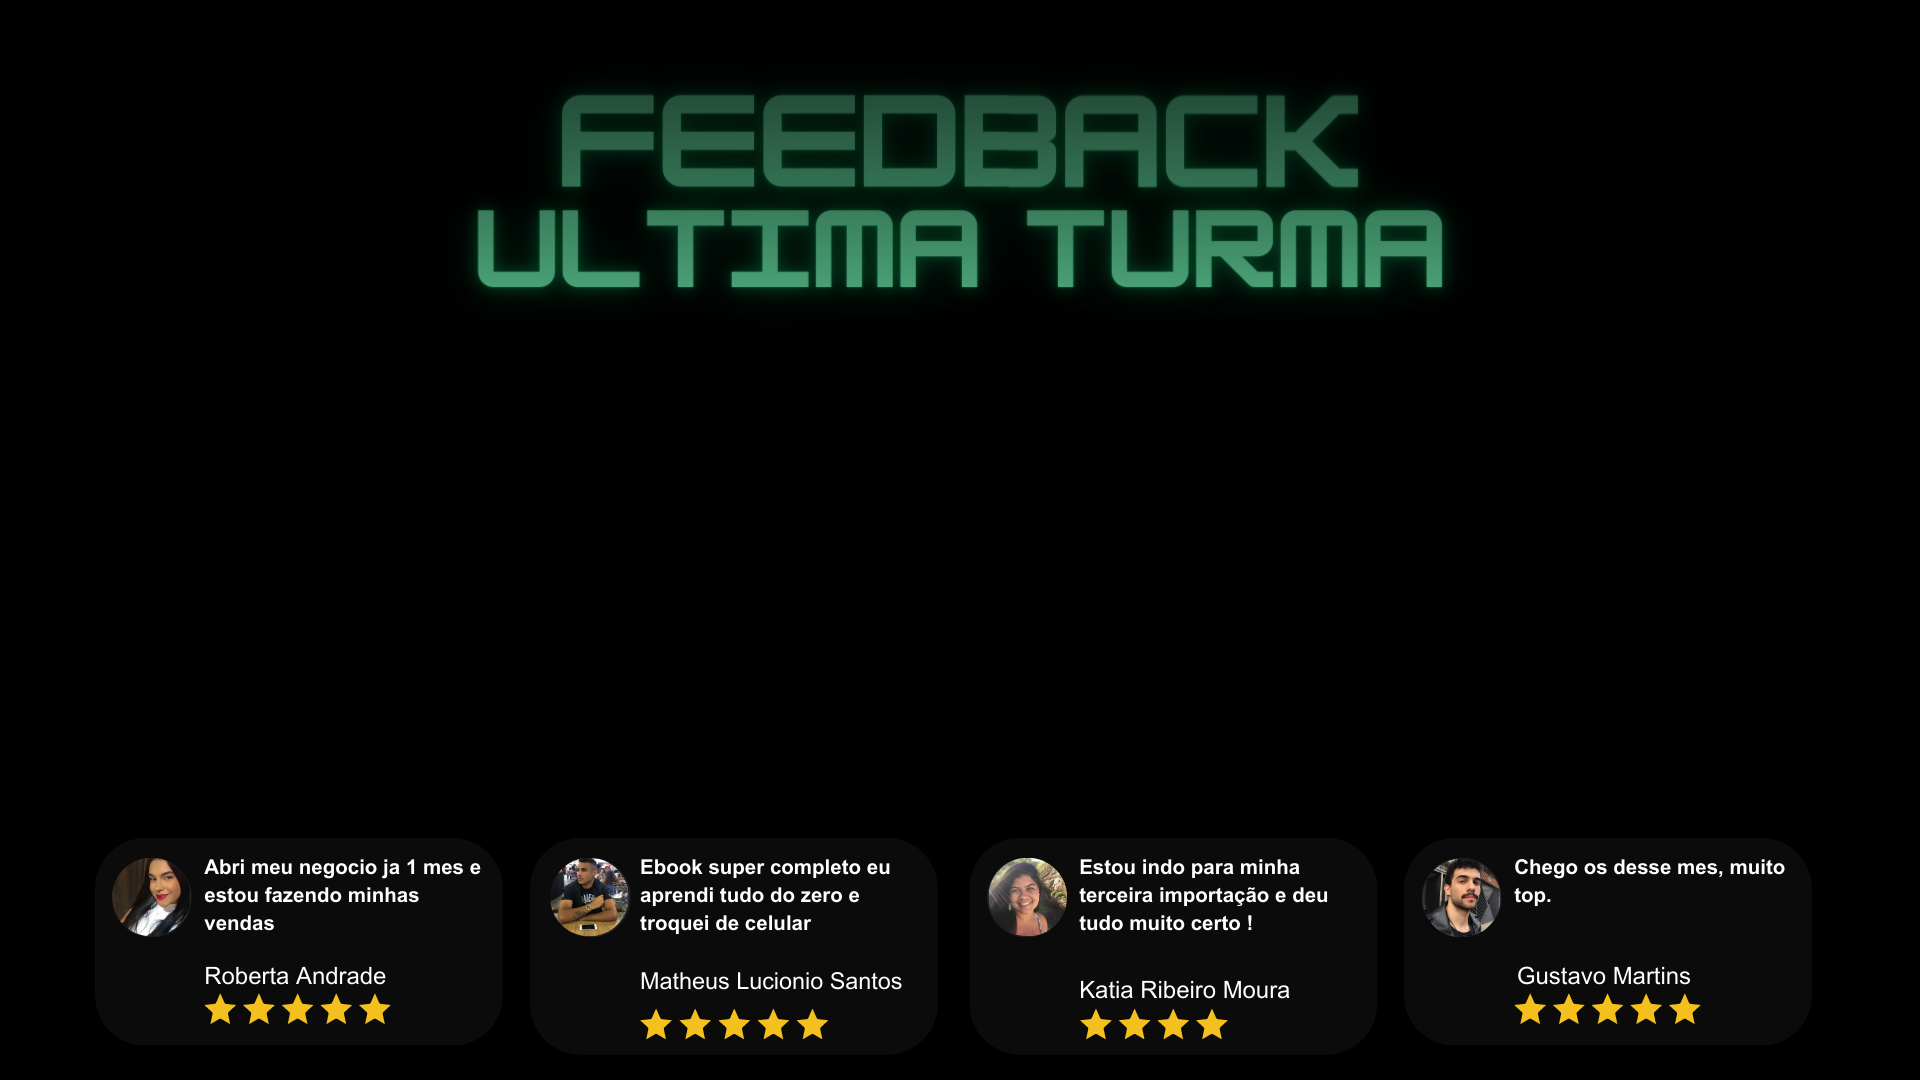 FEEDBACK
ULTIMA TURMA
Abri meu negocio ja 1 mes e
estou fazendo minhas
vendas
Roberta Andrade
Ebook super completo eu
aprendi tudo do zero e
troquei de celular
Matheus Lucionio Santos
Estou indo para minha
terceira importação e deu
tudo muito certo !
Katia Ribeiro Moura
Chego os desse mes, muito
top.
Gustavo Martins